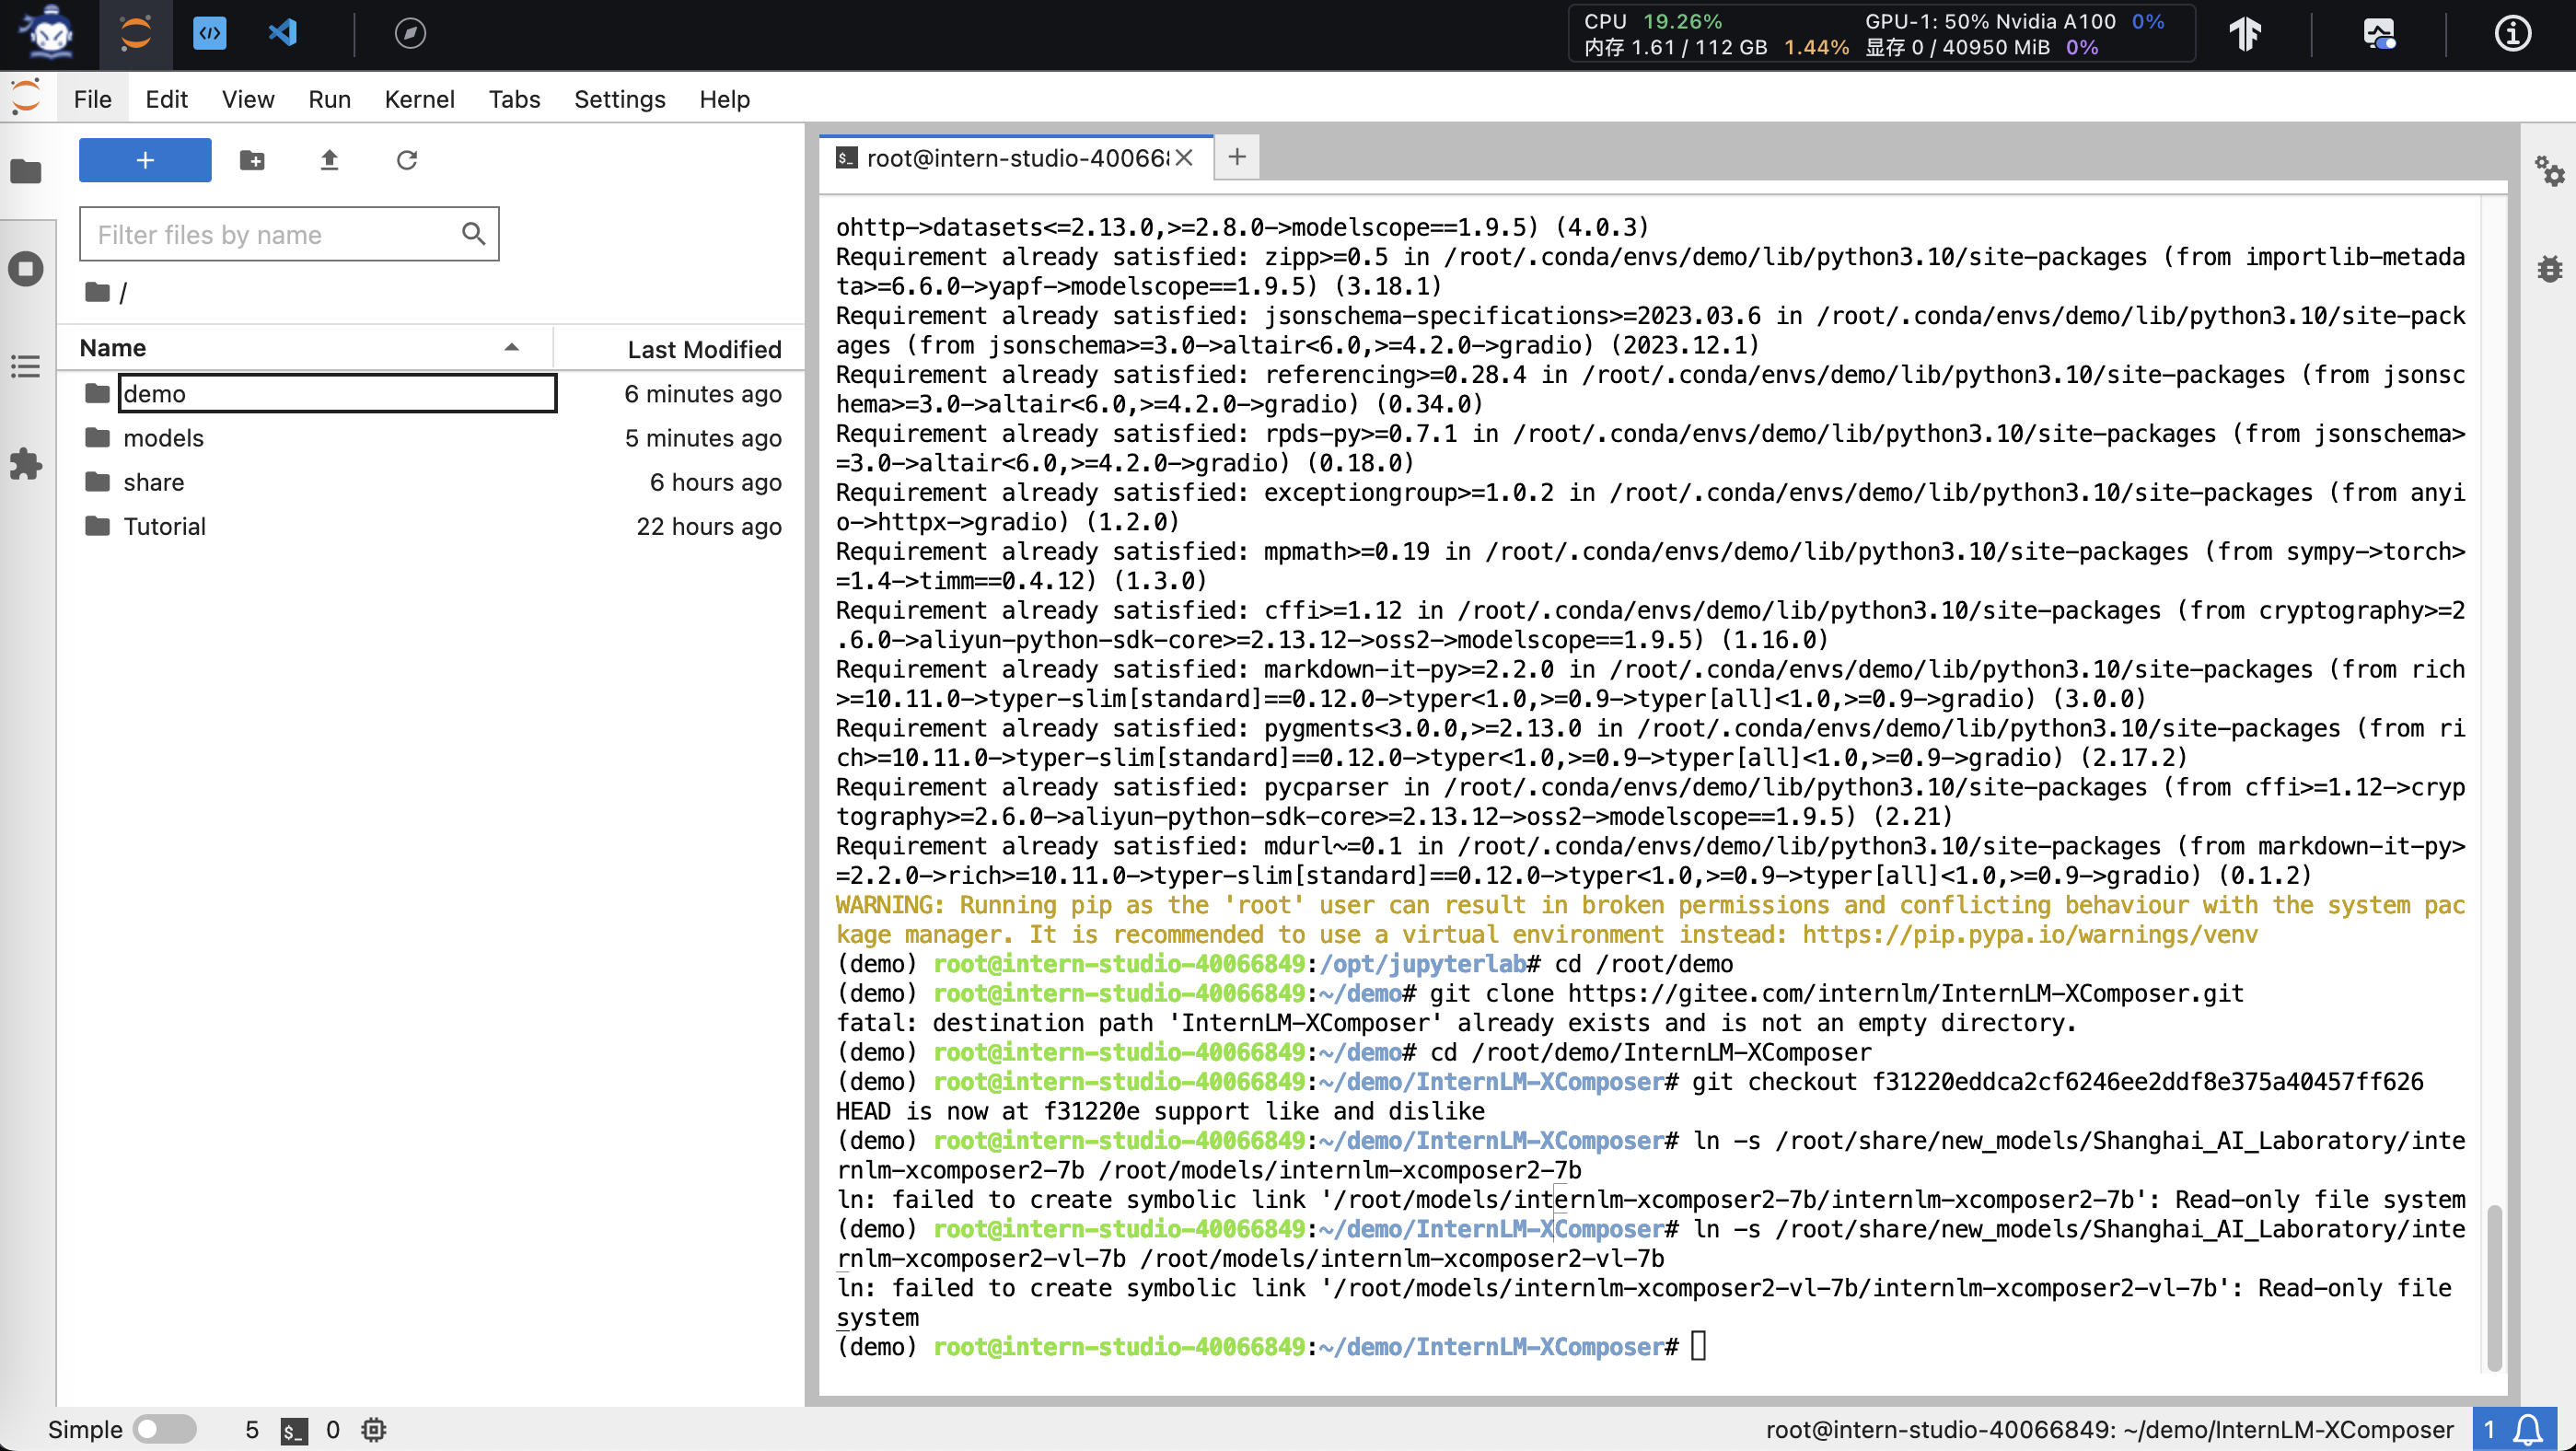 CPU 19.26%
GPU-1: 50% Nvidia A100 0%
内存 1.61 / 112 GB 1.44%
显存 0 / 40950 MiB 0%
File Edit View Run Kernel Tabs Settings Help
Filter files by name
/
Name Last Modified
demo 6 minutes ago
models 5 minutes ago
share 6 hours ago
Tutorial 22 hours ago
root@intern-studio-40066
ohttp->datasets<=2.13.0,>=2.8.0->modelscope==1.9.5) (4.0.3)
Requirement already satisfied: zipp>=0.5 in /root/.conda/envs/demo/lib/python3.10/site-packages (from importlib-metada
ta>=6.6.0->yapf->modelscope==1.9.5) (3.18.1)
Requirement already satisfied: jsonschema-specifications>=2023.03.6 in /root/.conda/envs/demo/lib/python3.10/site-pack
ages (from jsonschema>=3.0->altair<6.0,>=4.2.0->gradio) (2023.12.1)
Requirement already satisfied: referencing>=0.28.4 in /root/.conda/envs/demo/lib/python3.10/site-packages (from jsonsc
hema>=3.0->altair<6.0,>=4.2.0->gradio) (0.34.0)
Requirement already satisfied: rpds-py>=0.7.1 in /root/.conda/envs/demo/lib/python3.10/site-packages (from jsonschema>
=3.0->altair<6.0,>=4.2.0->gradio) (0.18.0)
Requirement already satisfied: exceptiongroup>=1.0.2 in /root/.conda/envs/demo/lib/python3.10/site-packages (from anyi
o->httpx->gradio) (1.2.0)
Requirement already satisfied: mpmath>=0.19 in /root/.conda/envs/demo/lib/python3.10/site-packages (from sympy->torch>
=1.4->timm==0.4.12) (1.3.0)
Requirement already satisfied: cffi>=1.12 in /root/.conda/envs/demo/lib/python3.10/site-packages (from cryptography>=2
.6.0->aliyun-python-sdk-core>=2.13.12->oss2->modelscope==1.9.5) (1.16.0)
Requirement already satisfied: markdown-it-py>=2.2.0 in /root/.conda/envs/demo/lib/python3.10/site-packages (from rich
>=10.11.0->typer-slim[standard]==0.12.0->typer<1.0,>=0.9->typer[all]<1.0,>=0.9->gradio) (3.0.0)
Requirement already satisfied: pygments<3.0.0,>=2.13.0 in /root/.conda/envs/demo/lib/python3.10/site-packages (from ri
ch>=10.11.0->typer-slim[standard]==0.12.0->typer<1.0,>=0.9->typer[all]<1.0,>=0.9->gradio) (2.17.2)
Requirement already satisfied: pycparser in /root/.conda/envs/demo/lib/python3.10/site-packages (from cffi>=1.12->cryp
tography>=2.6.0->aliyun-python-sdk-core>=2.13.12->oss2->modelscope==1.9.5) (2.21)
Requirement already satisfied: mdurl~=0.1 in /root/.conda/envs/demo/lib/python3.10/site-packages (from markdown-it-py>
=2.2.0->rich>=10.11.0->typer-slim[standard]==0.12.0->typer<1.0,>=0.9->typer[all]<1.0,>=0.9->gradio) (0.1.2)
WARNING: Running pip as the 'root' user can result in broken permissions and conflicting behaviour with the system pac
kage manager. It is recommended to use a virtual environment instead: https://pip.pypa.io/warnings/venv
(demo) root@intern-studio-40066849:/opt/jupyterlab# cd /root/demo
(demo) root@intern-studio-40066849:~/demo# git clone https://gitee.com/internlm/InternLM-XComposer.git
fatal: destination path 'InternLM-XComposer' already exists and is not an empty directory.
(demo) root@intern-studio-40066849:~/demo# cd /root/demo/InternLM-XComposer
(demo) root@intern-studio-40066849:~/demo/InternLM-XComposer# git checkout f31220eddca2cf6246ee2ddf8e375a40457ff626
HEAD is now at f31220e support like and dislike
(demo) root@intern-studio-40066849:~/demo/InternLM-XComposer# ln -s /root/share/new_models/Shanghai_AI_Laboratory/inte
rnlm-xcomposer2-7b /root/models/internlm-xcomposer2-7b
ln: failed to create symbolic link '/root/models/internlm-xcomposer2-7b/internlm-xcomposer2-7b': Read-only file system
(demo) root@intern-studio-40066849:~/demo/InternLM-XComposer# ln -s /root/share/new_models/Shanghai_AI_Laboratory/inte
rnlm-xcomposer2-vl-7b /root/models/internlm-xcomposer2-vl-7b
ln: failed to create symbolic link '/root/models/internlm-xcomposer2-vl-7b/internlm-xcomposer2-vl-7b': Read-only file
system
(demo) root@intern-studio-40066849:~/demo/InternLM-XComposer#
Simple 5 $_ 0
root@intern-studio-40066849: ~/demo/InternLM-XComposer 1